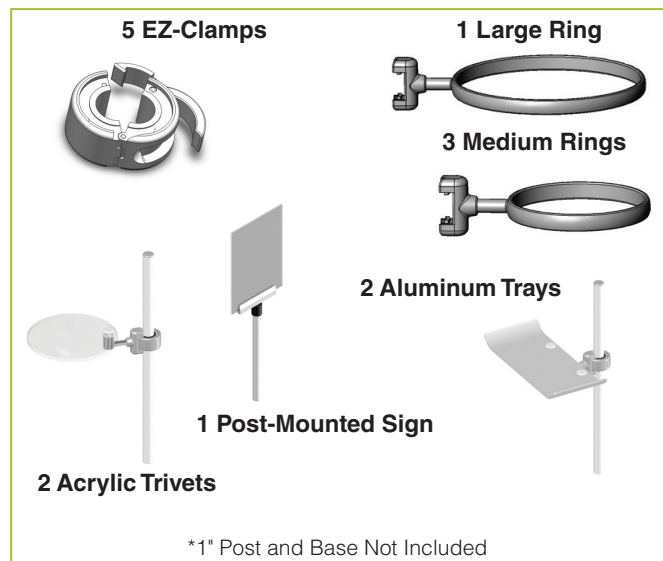 5 EZ-Clamps
1 Large Ring
3 Medium Rings
2 Aluminum Trays
1 Post-Mounted Sign
2 Acrylic Trivets
*1" Post and Base Not Included